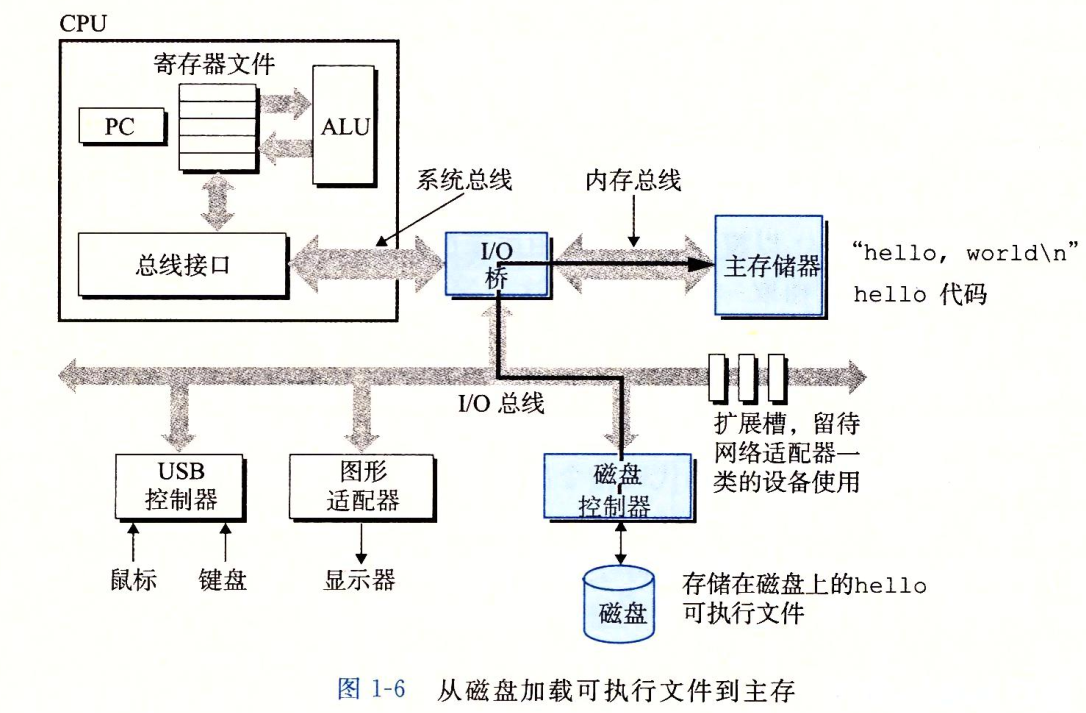 CPU
寄存器文件
PC
ALU
系统总线
内存总线
总线接口
I/O
桥
主存储器
“hello, world\n”
hello 代码
I/O 总线
扩展槽，留待
网络适配器一
类的设备使用
USB
控制器
图形
适配器
磁盘
控制器
鼠标
键盘
显示器
磁盘
存储在磁盘上的hello
可执行文件
图 1-6 从磁盘加载可执行文件到主存